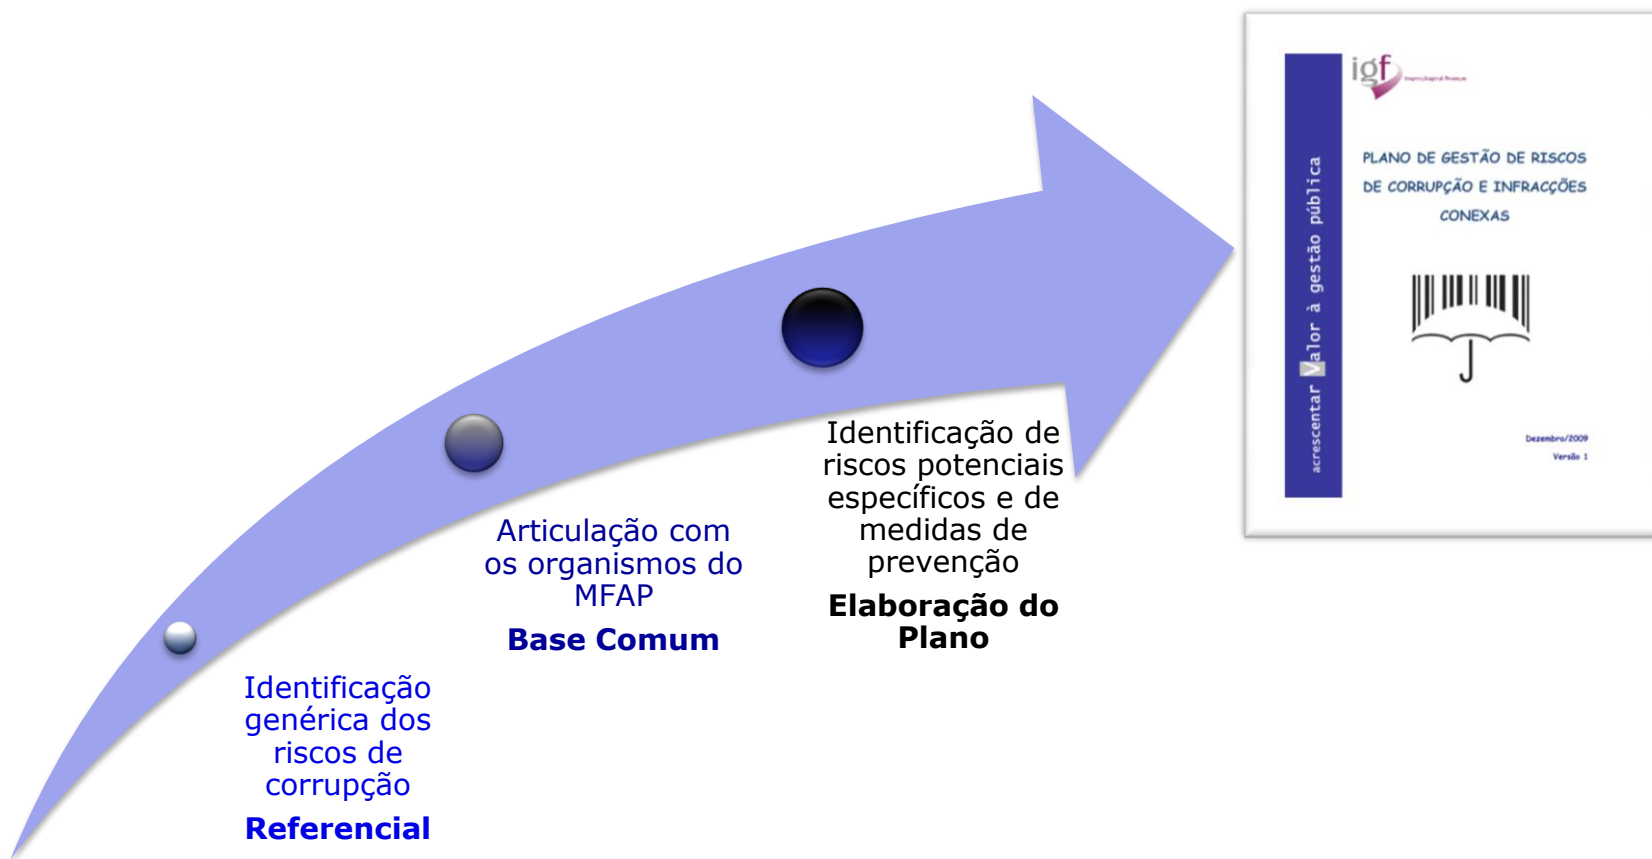 Identificação
genérica dos
riscos de
corrupção
Referencial
Articulação com
os organismos do
MFAP
Base Comum
Identificação de
riscos potenciais
específicos e de
medidas de
prevenção
Elaboração do
Plano
igf
acrescentar Valor à gestão pública
PLANO DE GESTÃO DE RISCOS
DE CORRUPÇÃO E INFRACÇÕES
CONEXAS
Dezembro/2009
Versão 1